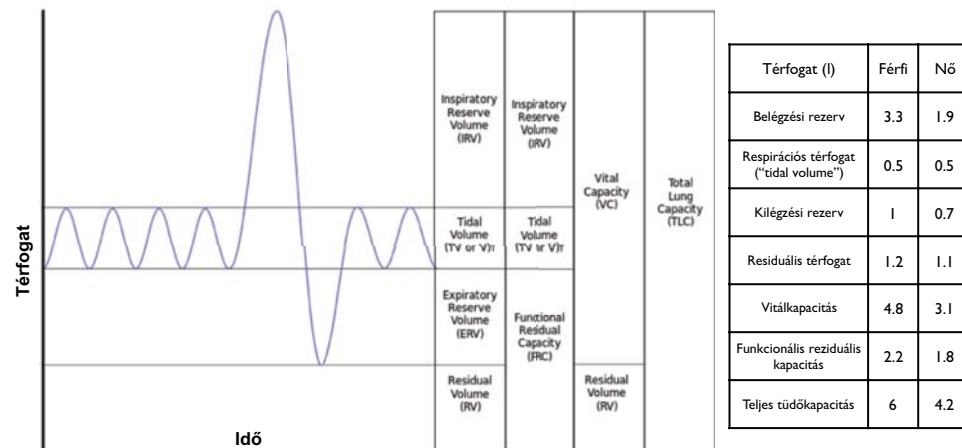 Térfogat
Idő
Inspiratory
Reserve
Volume
(IRV)
Tidal
Volume
(TV or V)T
Expiratory
Reserve
Volume
(ERV)
Residual
Volume
(RV)
Inspiratory
Reserve
Volume
(IRV)
Tidal
Volume
(TV or V)T
Functional
Residual
Capacity
(FRC)
Vital
Capacity
(VC)
Residual
Volume
(RV)
Total
Lung
Capacity
(TLC)
Térfogat (l) Férfi Nő
Belégzési rezerv 3.3 1.9
Respirációs térfogat
("tidal volume") 0.5 0.5
Kilégzési rezerv 1 0.7
Residuális térfogat 1.2 1.1
Vitálkapacitás 4.8 3.1
Funkcionális reziduális
kapacitás 2.2 1.8
Teljes tüdőkapacitás 6 4.2